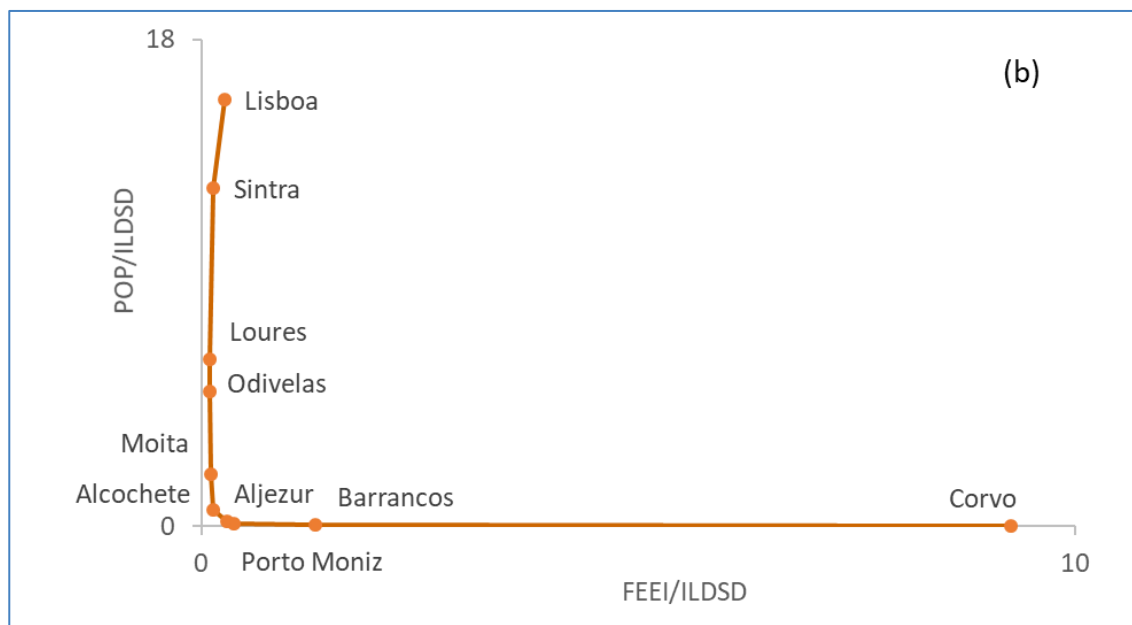 18
(b)
Lisboa
Sintra
POP/ILDSD
Loures
Odivelas
Moita
Alcochete
Aljezur
Barrancos
Corvo
0
Porto Moniz
0
10
FEEI/ILDSD